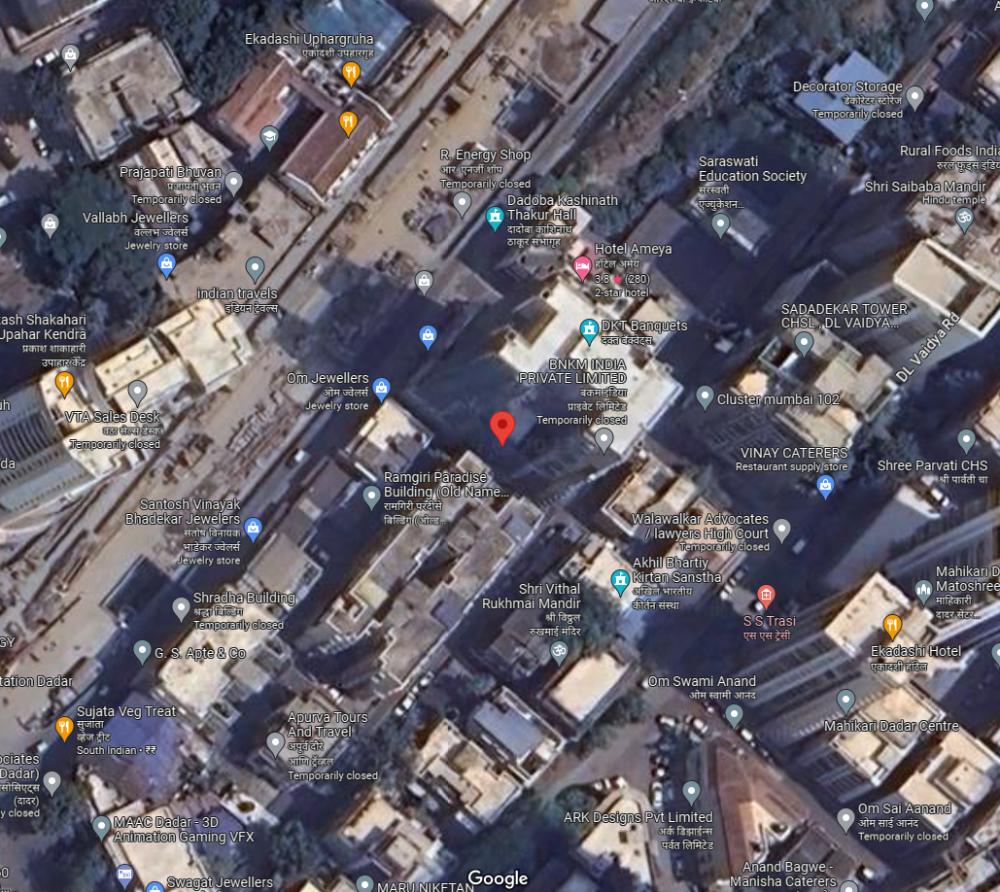 Ekadashi Uphargruha
एकादशी उपहारगृह
Decorator Storage
डेकोरेटर स्टोरेज
Temporarily closed
R. Energy Shop
आर. एनर्जी शॉप
Temporarily closed
Saraswati
Education Society
सरस्वती
एज्युकेशन...
Rural Foods India
Shri Saibaba Mandir
Hindu temple
Prajapati Bhuvan
प्रजापती भुवन
Temporarily closed
Vallabh Jewellers
वल्लभ ज्वेलर्स
Jewelry store
Dadoba Kashinath
Thakur Hall
दादोबा काशिनाथ
ठाकूर सभागृह
Hotel Ameya
हॉटेल अमेय
3.8 ★ (280)
2-star hotel
indian travels
इंडियन ट्रॅवल्स
ash Shakahari
Upahar Kendra
प्रकाश शाकाहारी
उपाहार केंद्र
DKT Banquets
SADADEKAR TOWER
CHSL ,DL VAIDYA...
DL Vaidya Rd
BNKM INDIA
PRIVATE LIMITED
प्राइवेट लिमिटेड
Temporarily closed
Om Jewellers
ओम ज्वेलर्स
Jewelry store
Cluster mumbai 102
VTA Sales Desk
Temporarily closed
VINAY CATERERS
Restaurant supply store
Shree Parvati CHS
श्री पार्वती चा
Ramgiri Paradise
Building (Old Name...
रामगिरी परदीसे
बिल्डिंग (ओल्ड...
Santosh Vinayak
Bhadekar Jewelers
संतोष विनायक
भाडेकर ज्वेलर्स
Jewelry store
Walawalkar Advocates
/ lawyers High Court
Temporarily closed
Akhil Bhartiy
Kirtan Sanstha
अखिल भारतीय
कीर्तन संस्था
Shri Vithal
Rukhmai Mandir
श्री विठ्ठल
रुखमाई मंदिर
Mahikari D
Matoshree
माहिकारी
दादर सेंटर...
Shradha Building
श्रद्धा बिल्डिंग
Temporarily closed
S S Trasi
एस एस ट्रेसी
G. S. Apte & Co
Ekadashi Hotel
एकादशी हॉटेल
tation Dadar
Om Swami Anand
ओम स्वामी आनंद
Sujata Veg Treat
सुजाता
व्हेज ट्रीट
South Indian • ₹₹
Apurva Tours
And Travel
अपूर्व टौरे
आणि ट्रॅव्हल
Temporarily closed
Mahikari Dadar Centre
ociates
Dadar)
(दादर)
y closed
ARK Designs Pvt Limited
अर्क डिझाईन्स
पर्वत लिमिटेड
Om Sai Aanand
ओम साई आनंद
Temporarily closed
MAAC Dadar - 3D
Animation Gaming VFX
Anand Bagwe -
Manisha Caterers
Swagat Jewellers
Google
MARU NIKETAN